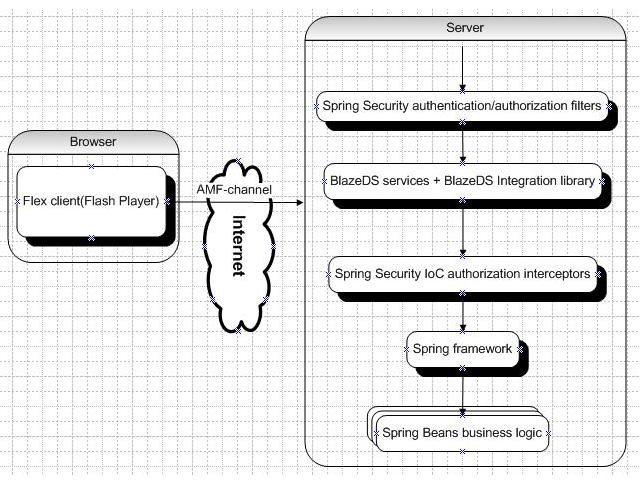 Server
Spring Security authentication/authorization filters
Browser
BlazeDS services + BlazeDS Integration library
AMF-channel
Flex client(Flash Player)
Internet
Spring Security IoC authorization interceptors
Spring framework
Spring Beans business logic